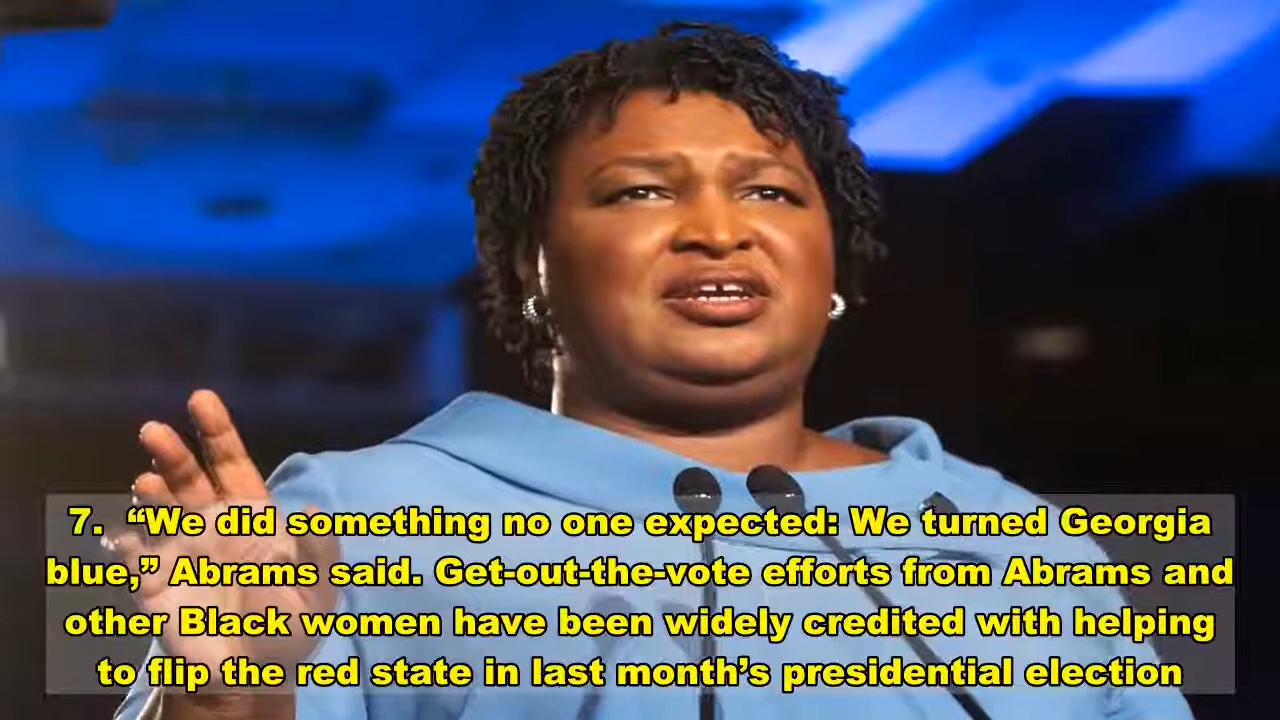 7. “We did something no one expected: We turned Georgia
blue,” Abrams said. Get-out-the-vote efforts from Abrams and
other Black women have been widely credited with helping
to flip the red state in last month’s presidential election